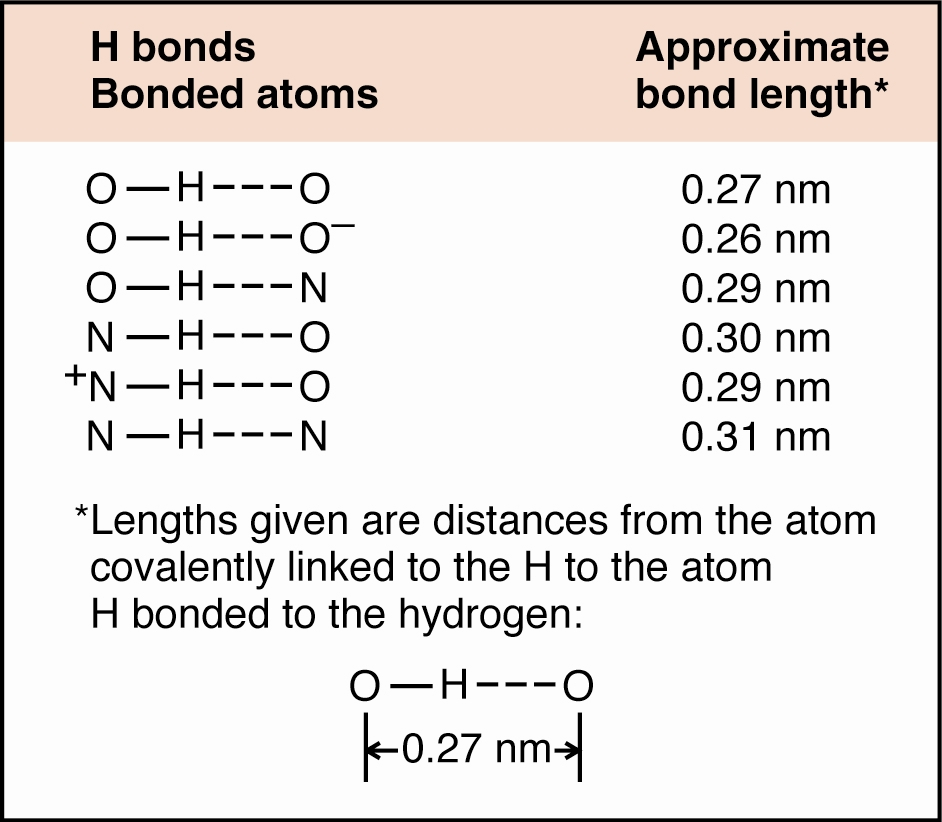 H bonds Approximate
Bonded atoms bond length*
O — H --- O 0.27 nm
O — H --- O⁻ 0.26 nm
O — H --- N 0.29 nm
N — H --- O 0.30 nm
⁺N — H --- O 0.29 nm
N — H --- N 0.31 nm
*Lengths given are distances from the atom
covalently linked to the H to the atom
H bonded to the hydrogen:
O — H --- O
0.27 nm